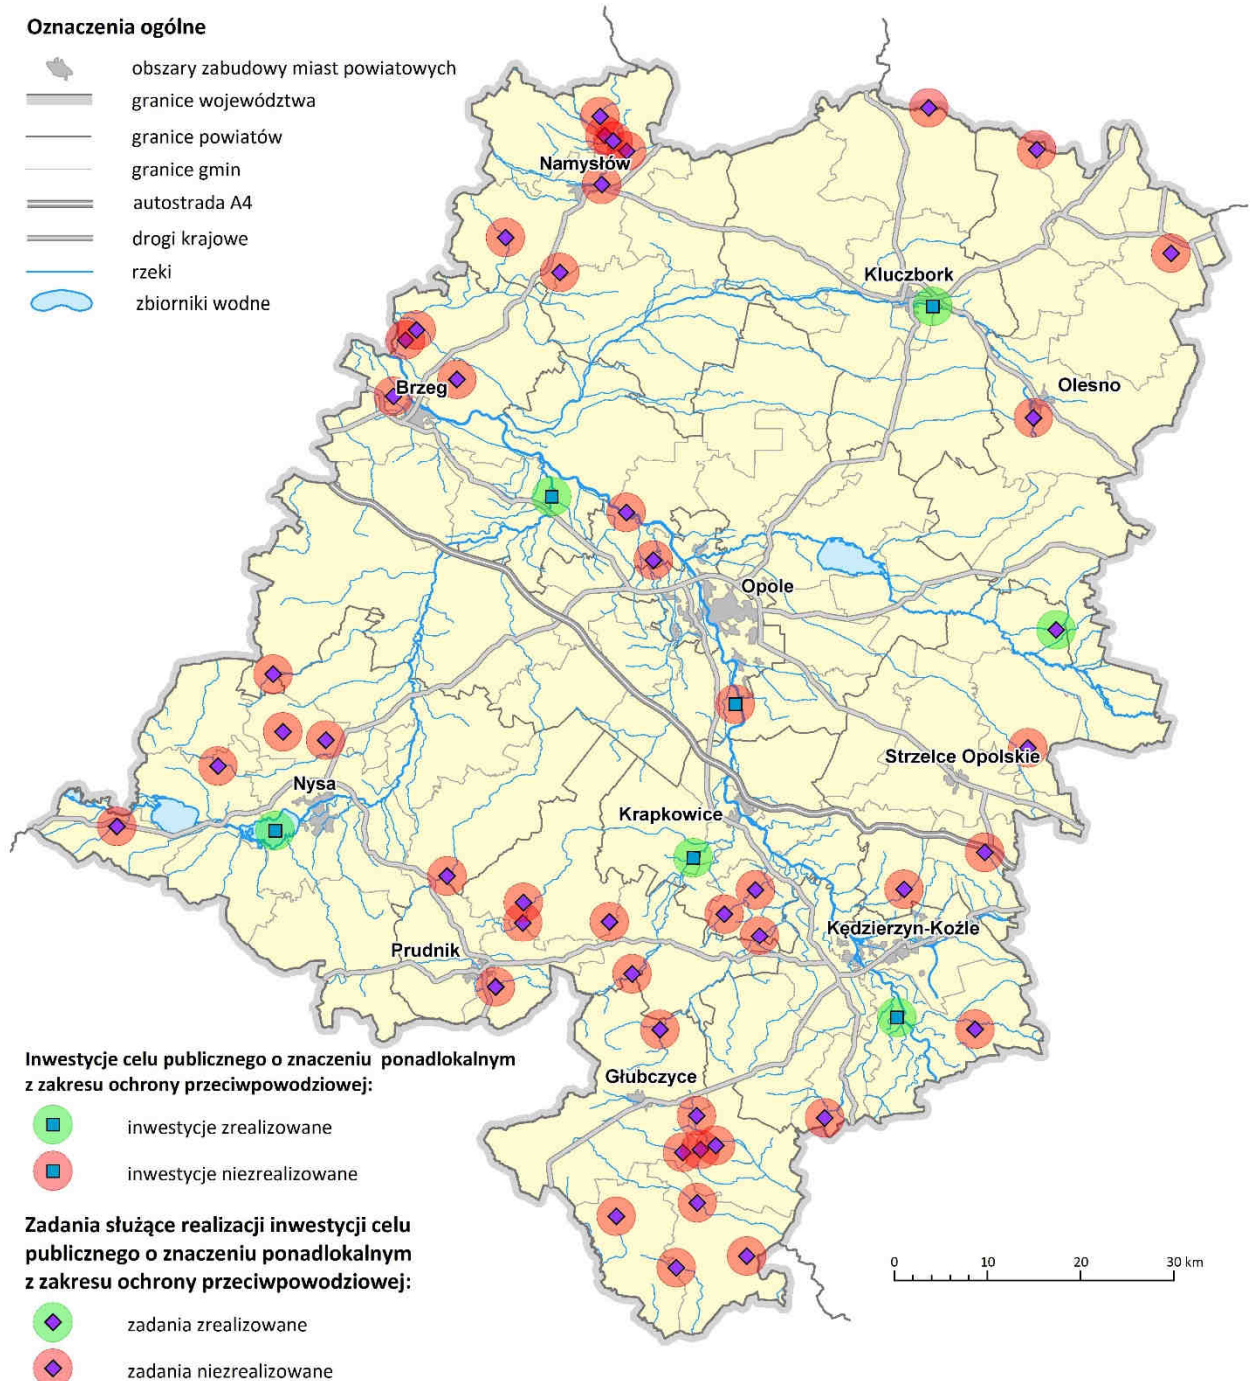 Oznaczenia ogólne
obszary zabudowy miast powiatowych
granice województwa
granice powiatów
granice gmin
autostrada A4
drogi krajowe
rzeki
zbiorniki wodne
Namysłów
Kluczbork
Olesno
Brzeg
Opole
Strzelce Opolskie
Nysa
Krapkowice
Kędzierzyn-Koźle
Prudnik
Głubczyce
Inwestycje celu publicznego o znaczeniu ponadlokalnym
z zakresu ochrony przeciwpowodziowej:
inwestycje zrealizowane
inwestycje niezrealizowane
Zadania służące realizacji inwestycji celu
publicznego o znaczeniu ponadlokalnym
z zakresu ochrony przeciwpowodziowej:
zadania zrealizowane
zadania niezrealizowane
0 10 20 30 km